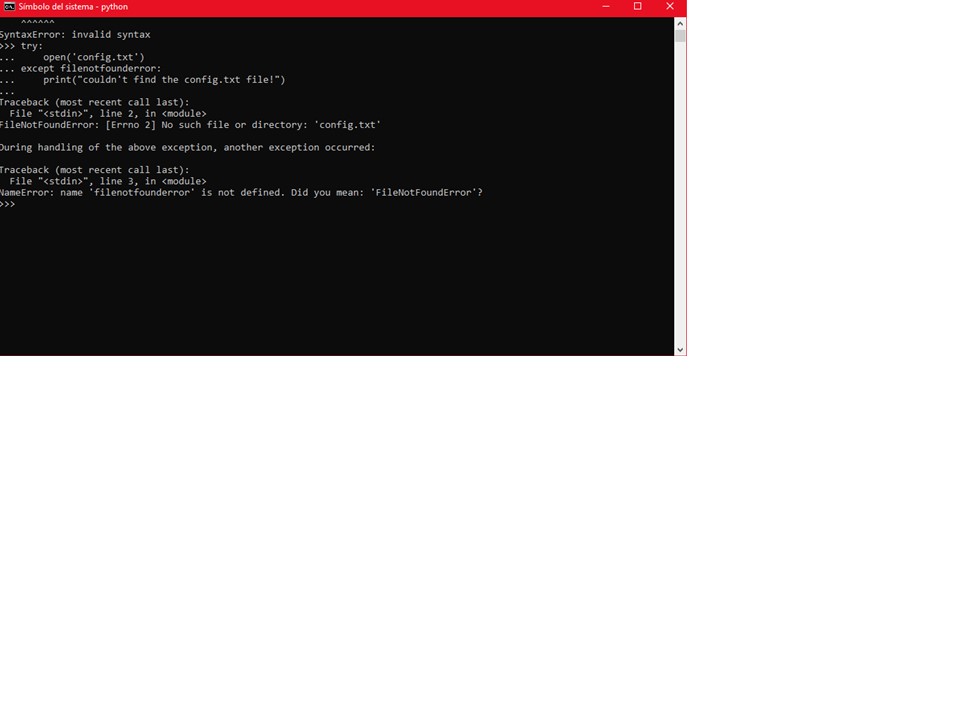 Símbolo del sistema - python
    ^^^^^^
SyntaxError: invalid syntax
>>> try:
...     open('config.txt')
... except filenotfounderror:
...     print("couldn't find the config.txt file!")
...
Traceback (most recent call last):
  File "<stdin>", line 2, in <module>
FileNotFoundError: [Errno 2] No such file or directory: 'config.txt'

During handling of the above exception, another exception occurred:

Traceback (most recent call last):
  File "<stdin>", line 3, in <module>
NameError: name 'filenotfounderror' is not defined. Did you mean: 'FileNotFoundError'?
>>>